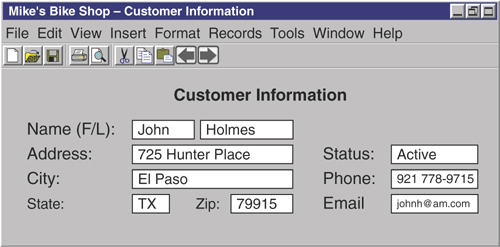 Mike's Bike Shop – Customer Information
File Edit View Insert Format Records Tools Window Help
Customer Information
Name (F/L): John Holmes
Address: 725 Hunter Place Status: Active
City: El Paso Phone: 921 778-9715
State: TX Zip: 79915 Email johnh@am.com